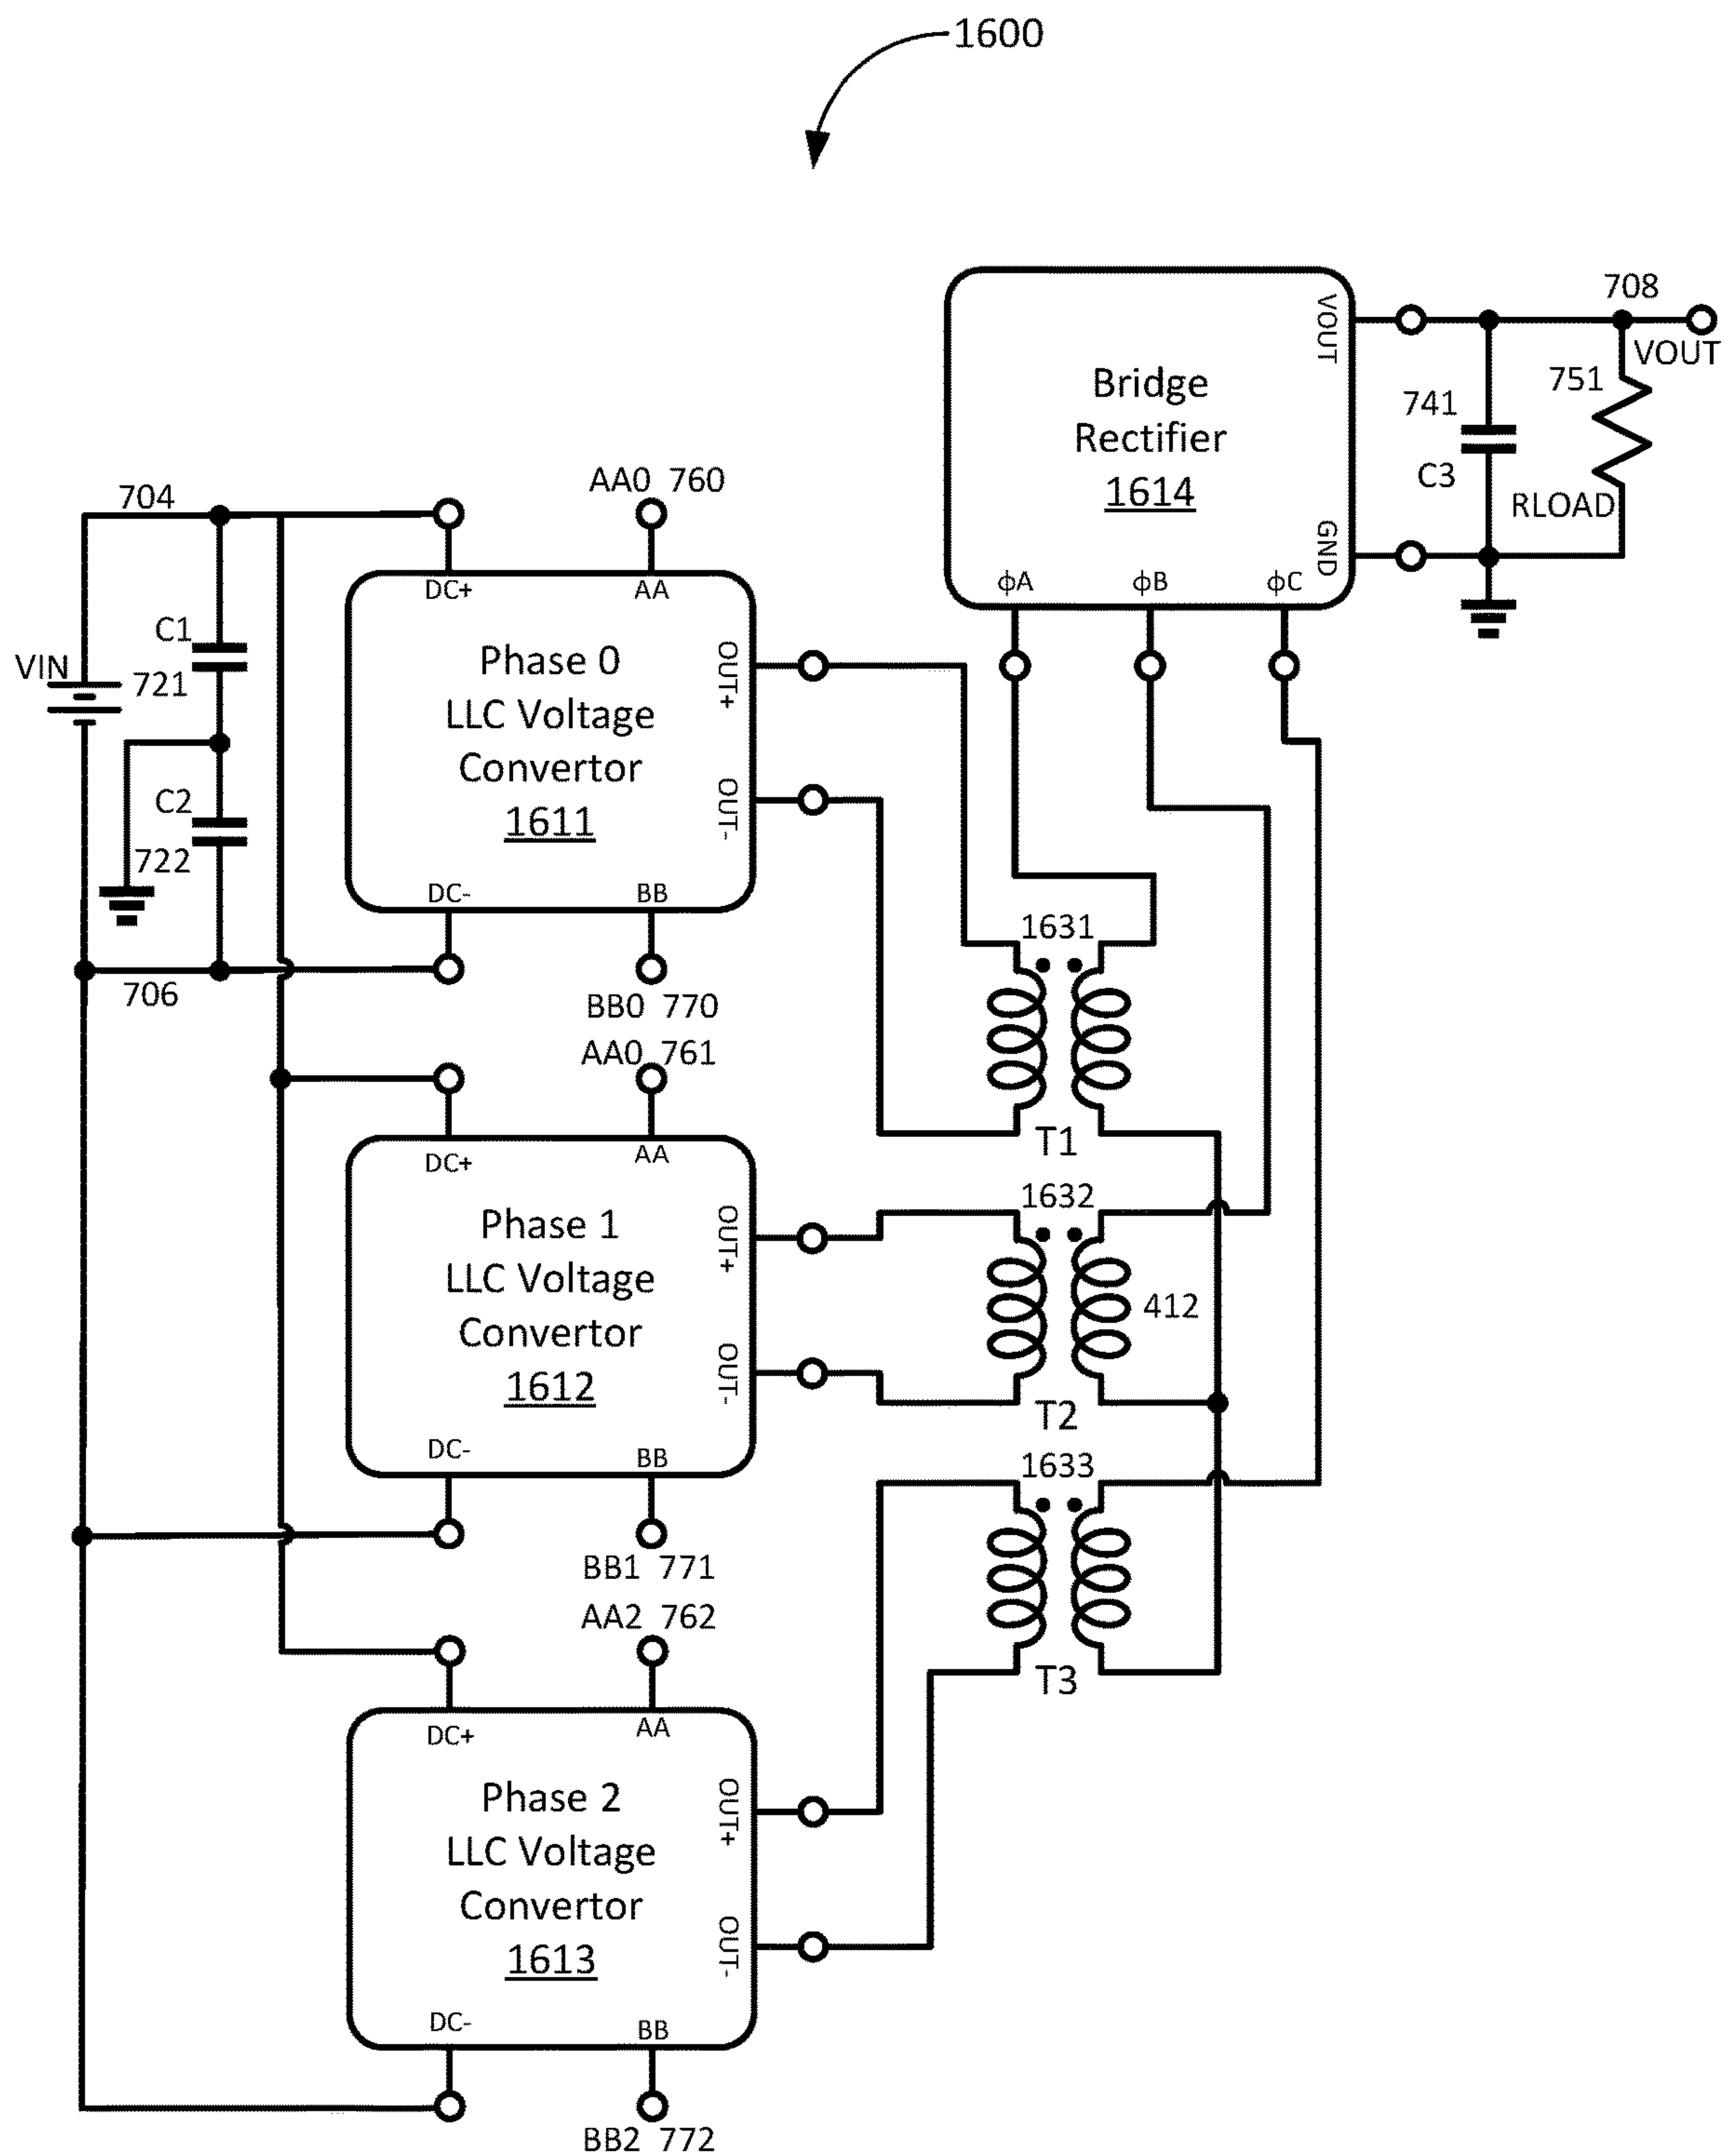 1600
708
VOUT
VOUT
751
741
C3
RLOAD
GND
Bridge
Rectifier
1614
ϕA
ϕB
ϕC
704
AA0 760
DC+
AA
VIN
C1
721
C2
722
Phase 0
LLC Voltage
Convertor
1611
OUT+
OUT-
DC-
BB
706
BB0 770
1631
T1
AA0 761
DC+
AA
Phase 1
LLC Voltage
Convertor
1612
OUT+
OUT-
DC-
BB
BB1 771
1632
412
T2
1633
T3
AA2 762
DC+
AA
Phase 2
LLC Voltage
Convertor
1613
OUT+
OUT-
DC-
BB
BB2 772